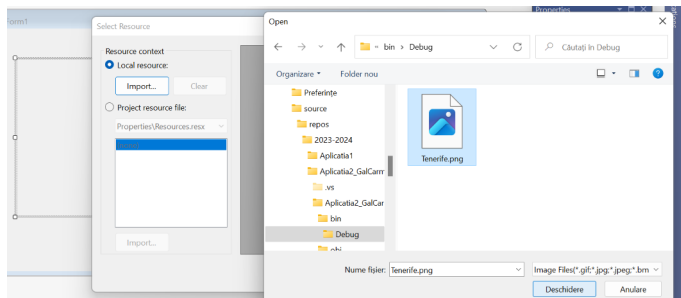 Form1
Properties
Select Resource
Resource context
Local resource:
Import...
Clear
Project resource file:
Properties\Resources.resx
Import...
Open
« bin › Debug
Căutați în Debug
Organizare
Folder nou
Preferințe
source
repos
2023-2024
Aplicatia1
Aplicatia2_GalCarm
.vs
Aplicatia2_GalCar
bin
Debug
obj
Tenerife.png
Nume fișier:
Tenerife.png
Image Files(*.gif;*.jpg;*.jpeg;*.bm
Deschidere
Anulare